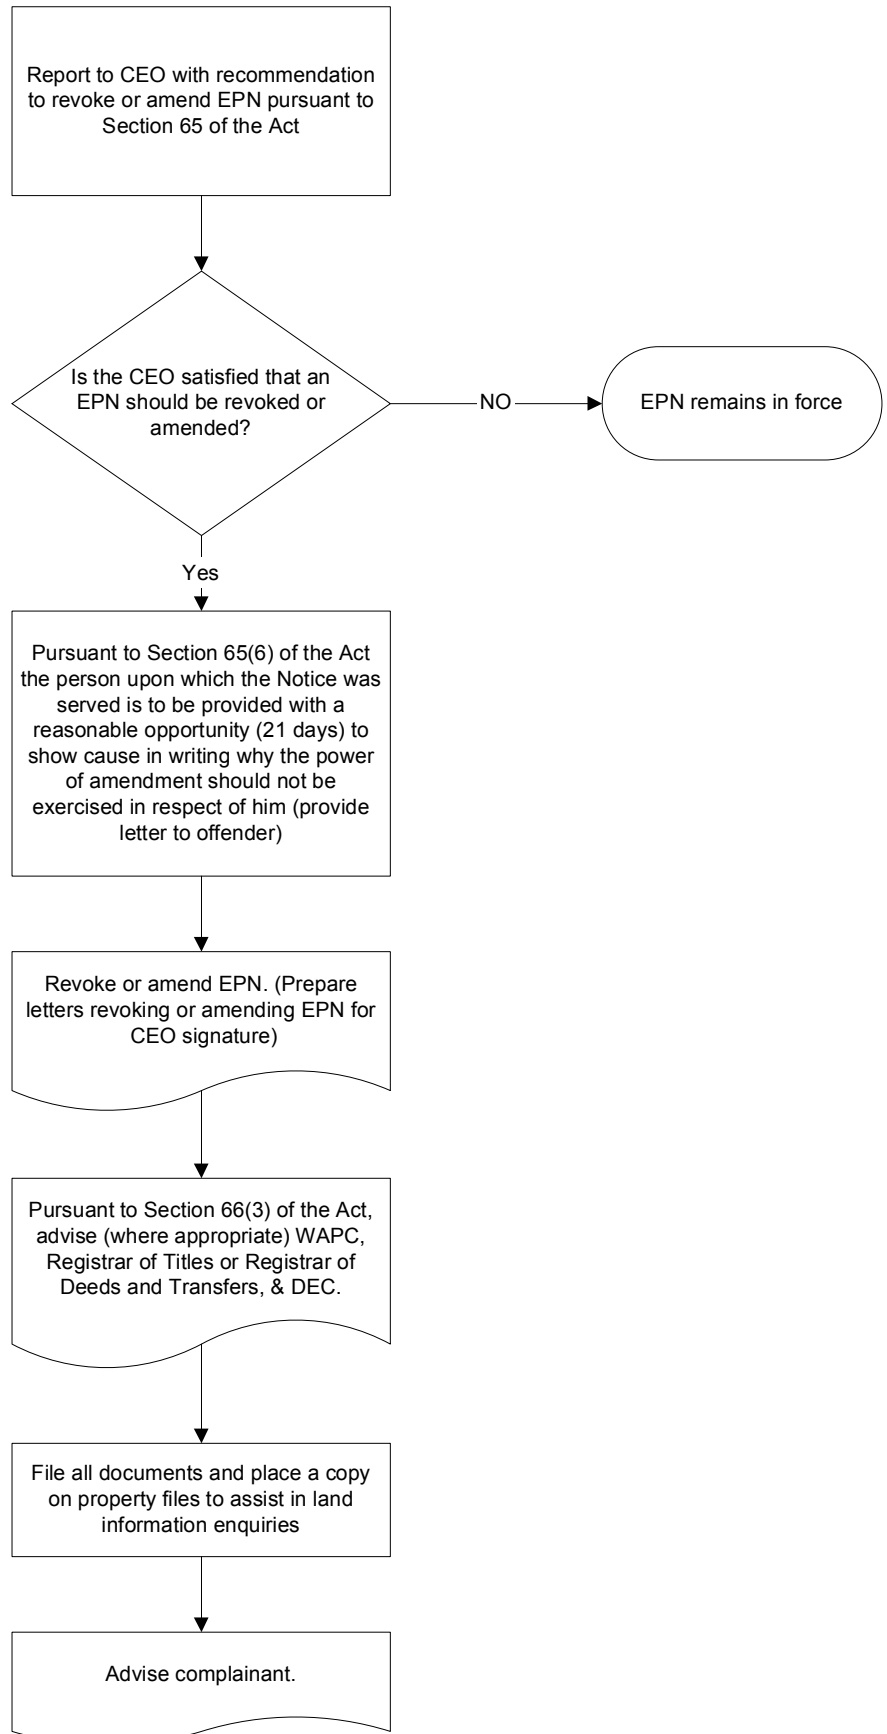 Report to CEO with recommendation
to revoke or amend EPN pursuant to
Section 65 of the Act
Is the CEO satisfied that an
EPN should be revoked or
amended?
NO
EPN remains in force
Yes
Pursuant to Section 65(6) of the Act
the person upon which the Notice was
served is to be provided with a
reasonable opportunity (21 days) to
show cause in writing why the power
of amendment should not be
exercised in respect of him (provide
letter to offender)
Revoke or amend EPN. (Prepare
letters revoking or amending EPN for
CEO signature)
Pursuant to Section 66(3) of the Act,
advise (where appropriate) WAPC,
Registrar of Titles or Registrar of
Deeds and Transfers, & DEC.
File all documents and place a copy
on property files to assist in land
information enquiries
Advise complainant.